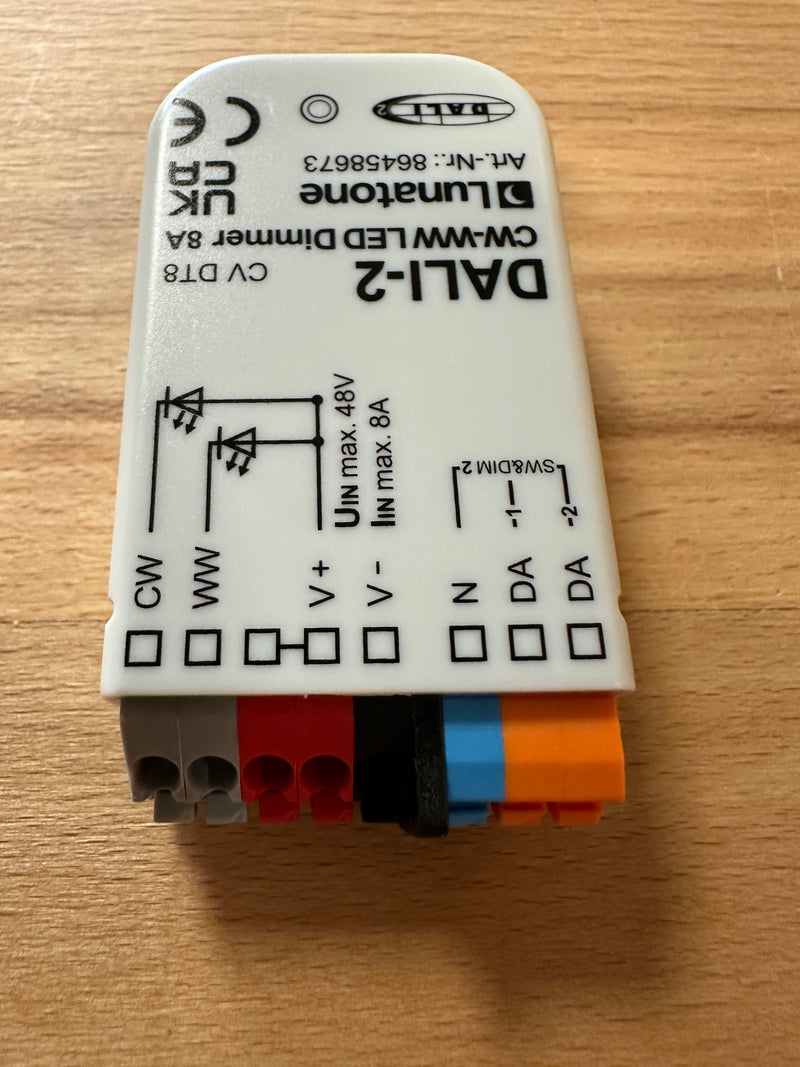 DALI 2
Art.-Nr.: 86458673
Lunatone
CE
UK CA
CW-WW LED Dimmer 8A
DALI-2
CV DT8
UIN max. 48V
IIN max. 8A
SW&DIM 2
-1-
-2-
CW
WW
V+
V-
N
DA
DA